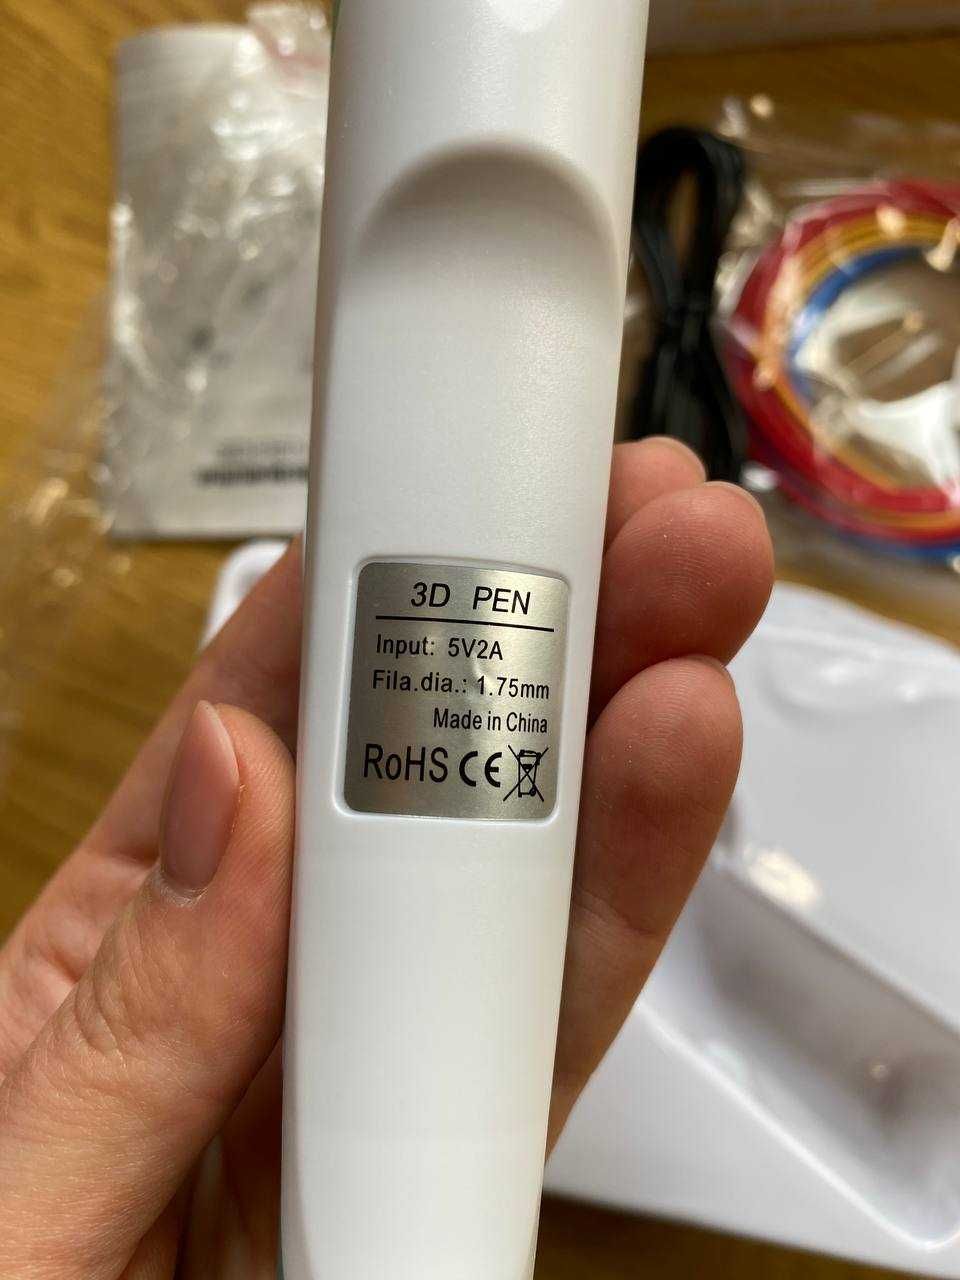 3D PEN
Input: 5V2A
Fila.dia.: 1.75mm
Made in China
RoHS CE